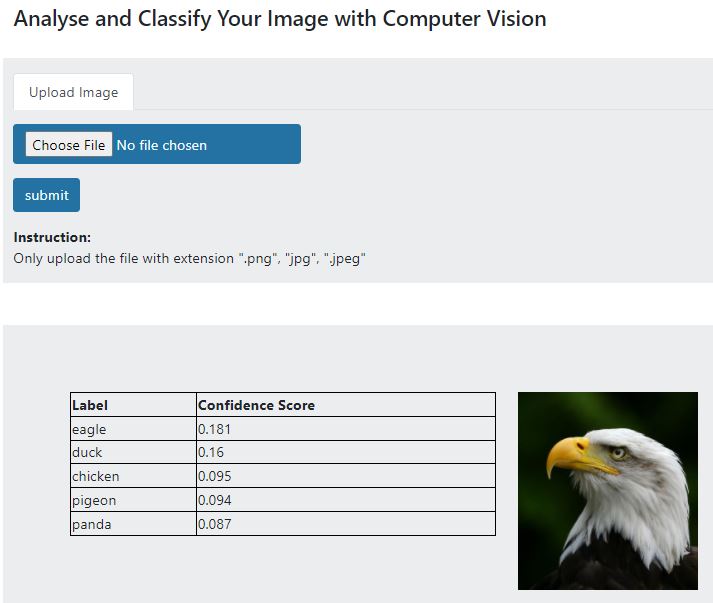 Analyse and Classify Your Image with Computer Vision
Upload Image
Choose File No file chosen
submit
Instruction:
Only upload the file with extension ".png", "jpg", ".jpeg"
Label Confidence Score
eagle 0.181
duck 0.16
chicken 0.095
pigeon 0.094
panda 0.087